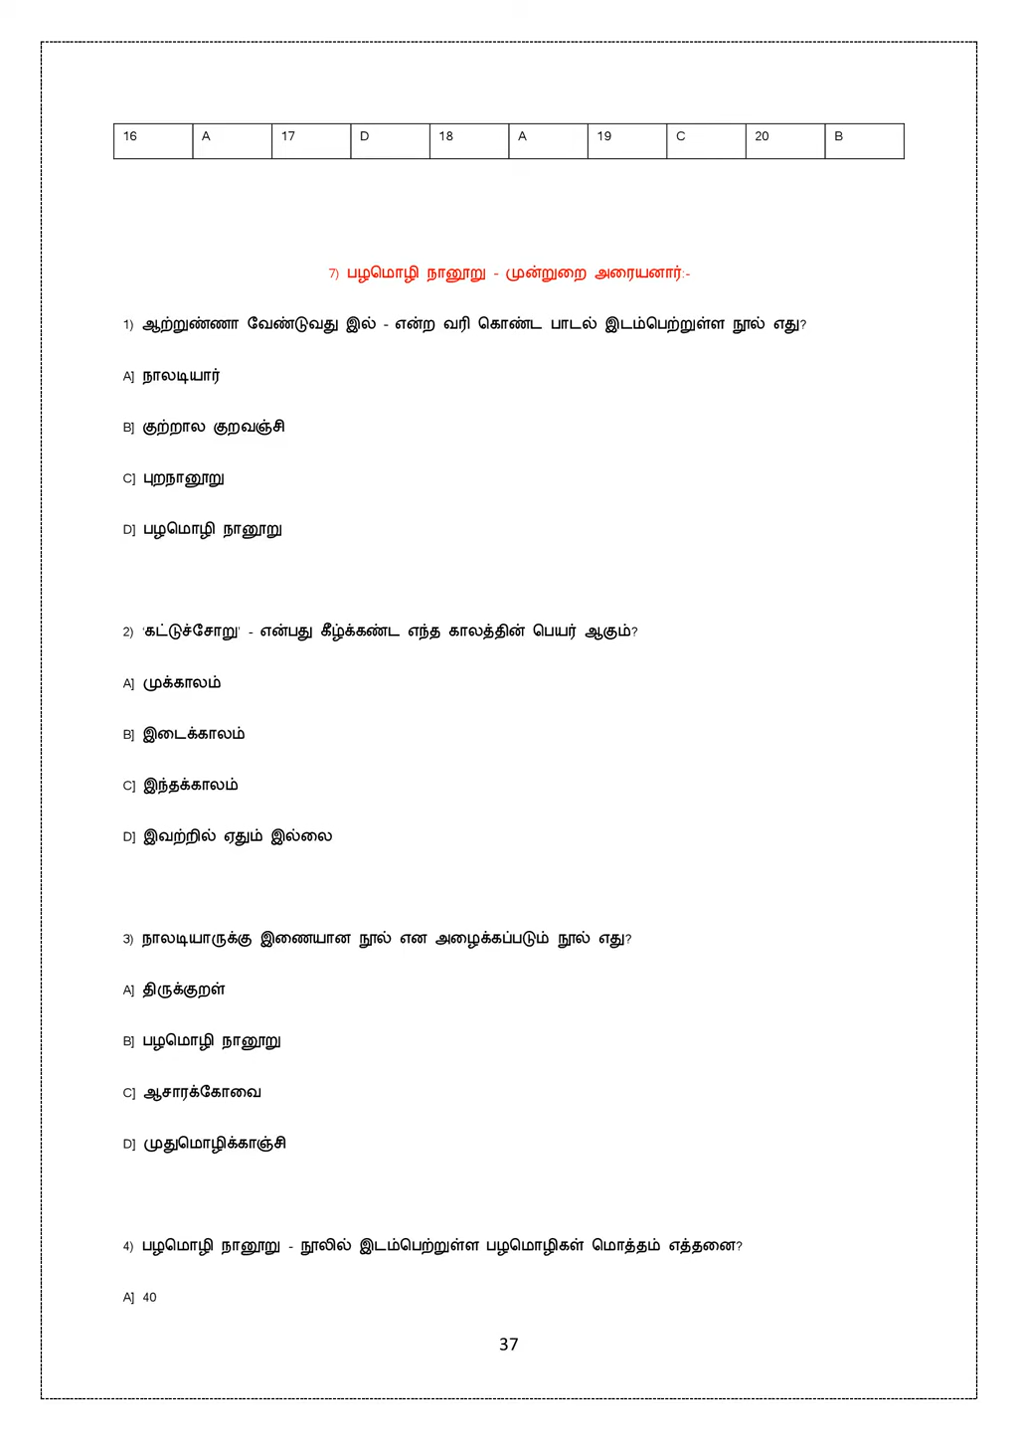 16 A 17 D 18 A 19 C 20 B
7) பழமொழி நானூறு - முன்றுறை அரையனார்:-
1) ஆற்றுண்ணா வேண்டுவது இல் - என்ற வரி கொண்ட பாடல் இடம்பெற்றுள்ள நூல் எது?
A] நாலடியார்
B] குற்றால குறவஞ்சி
C] புறநானூறு
D] பழமொழி நானூறு
2) ‘கட்டுச்சோறு’ - என்பது கீழ்க்கண்ட எந்த காலத்தின் பெயர் ஆகும்?
A] முக்காலம்
B] இடைக்காலம்
C] இந்தக்காலம்
D] இவற்றில் ஏதும் இல்லை
3) நாலடியாருக்கு இணையான நூல் என அழைக்கப்படும் நூல் எது?
A] திருக்குறள்
B] பழமொழி நானூறு
C] ஆசாரக்கோவை
D] முதுமொழிக்காஞ்சி
4) பழமொழி நானூறு - நூலில் இடம்பெற்றுள்ள பழமொழிகள் மொத்தம் எத்தனை?
A] 40
37